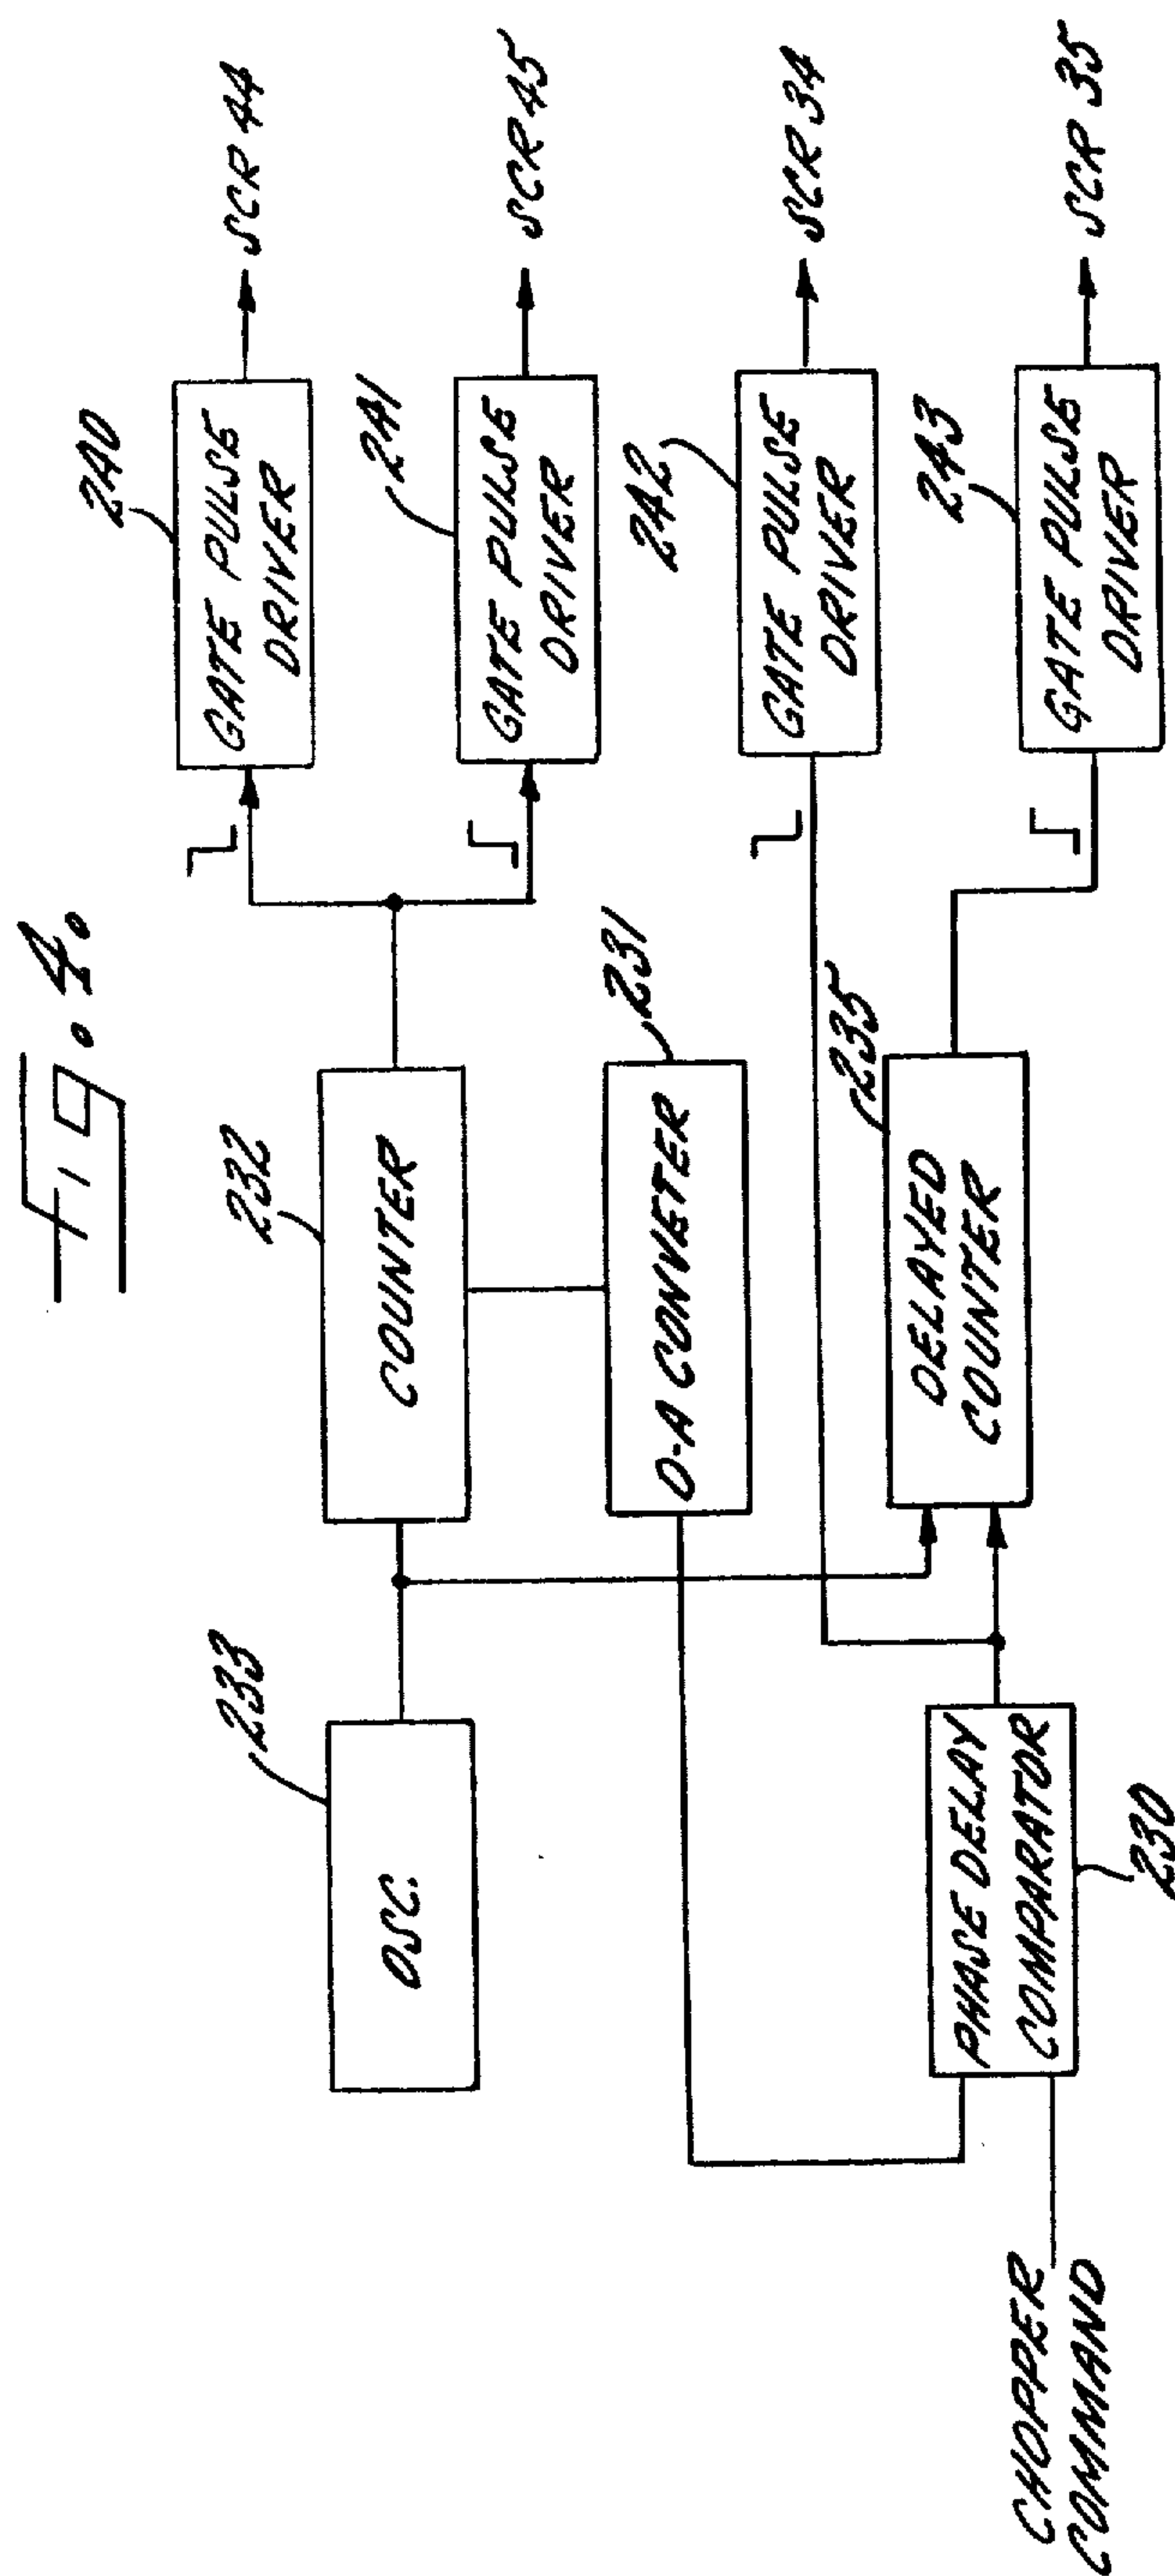 Fig. 4.
OSC.
233
COUNTER
232
GATE PULSE
DRIVER
240
SCR 44
GATE PULSE
DRIVER
241
SCR 45
D-A CONVETER
231
GATE PULSE
DRIVER
242
SCR 34
DELAYED
COUNTER
235
GATE PULSE
DRIVER
243
SCR 35
PHASE DELAY
COMPARATOR
230
CHOPPER
COMMAND